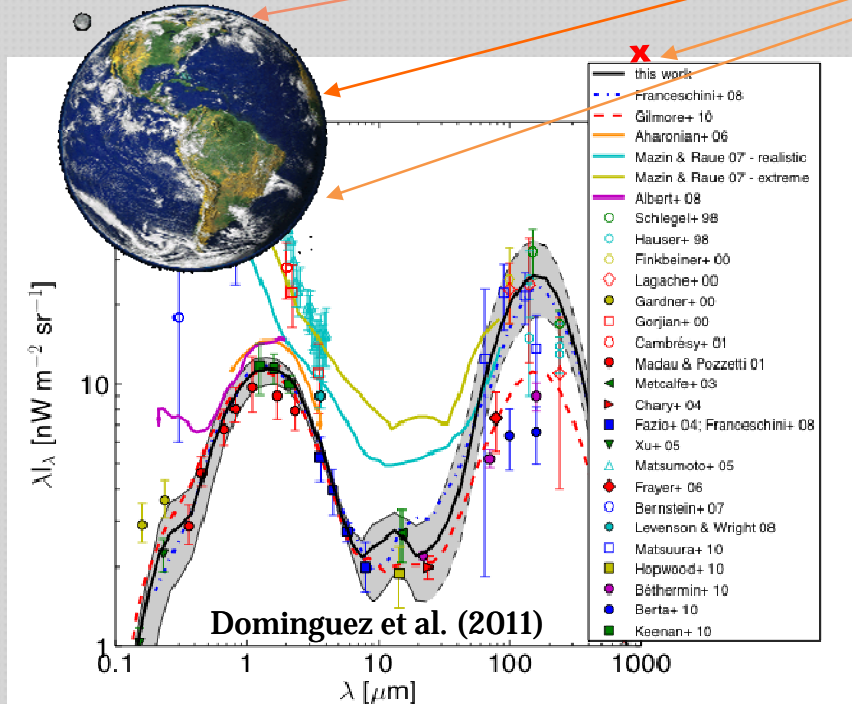 X
this work
Franceschini+ 08
Gilmore+ 10
Aharonian+ 06
Mazin & Raue 07' - realistic
Mazin & Raue 07' - extreme
Albert+ 08
Schlegel+ 98
Hauser+ 98
Finkbeiner+ 00
Lagache+ 00
Gardner+ 00
Gorjian+ 00
Cambrésy+ 01
Madau & Pozzetti 01
Metcalfe+ 03
Chary+ 04
Fazio+ 04; Franceschini+ 08
Xu+ 05
Matsumoto+ 05
Frayer+ 06
Bernstein+ 07
Levenson & Wright 08
Matsuura+ 10
Hopwood+ 10
Béthermin+ 10
Berta+ 10
Keenan+ 10
λI_λ [nW m⁻² sr⁻¹]
10
1
Dominguez et al. (2011)
0.1 1 10 100 1000
λ [μm]